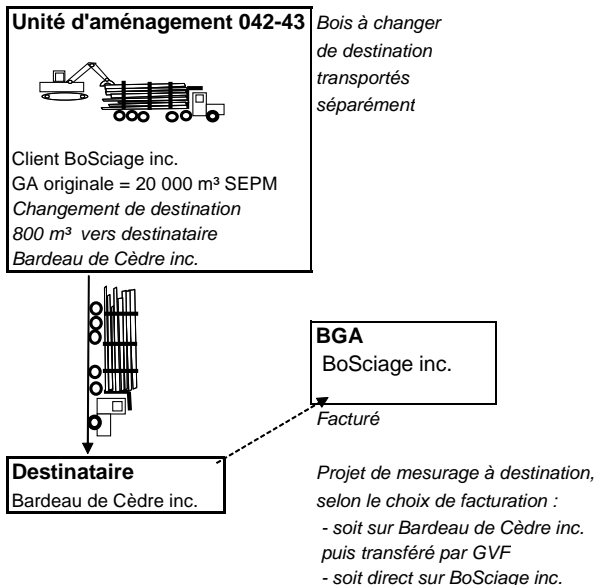 Unité d'aménagement 042-43
Bois à changer
de destination
transportés
séparément
Client BoSciage inc.
GA originale = 20 000 m³ SEPM
Changement de destination
800 m³ vers destinataire
Bardeau de Cèdre inc.
BGA
BoSciage inc.
Facturé
Destinataire
Bardeau de Cèdre inc.
Projet de mesurage à destination,
selon le choix de facturation :
- soit sur Bardeau de Cèdre inc.
puis transféré par GVF
- soit direct sur BoSciage inc.